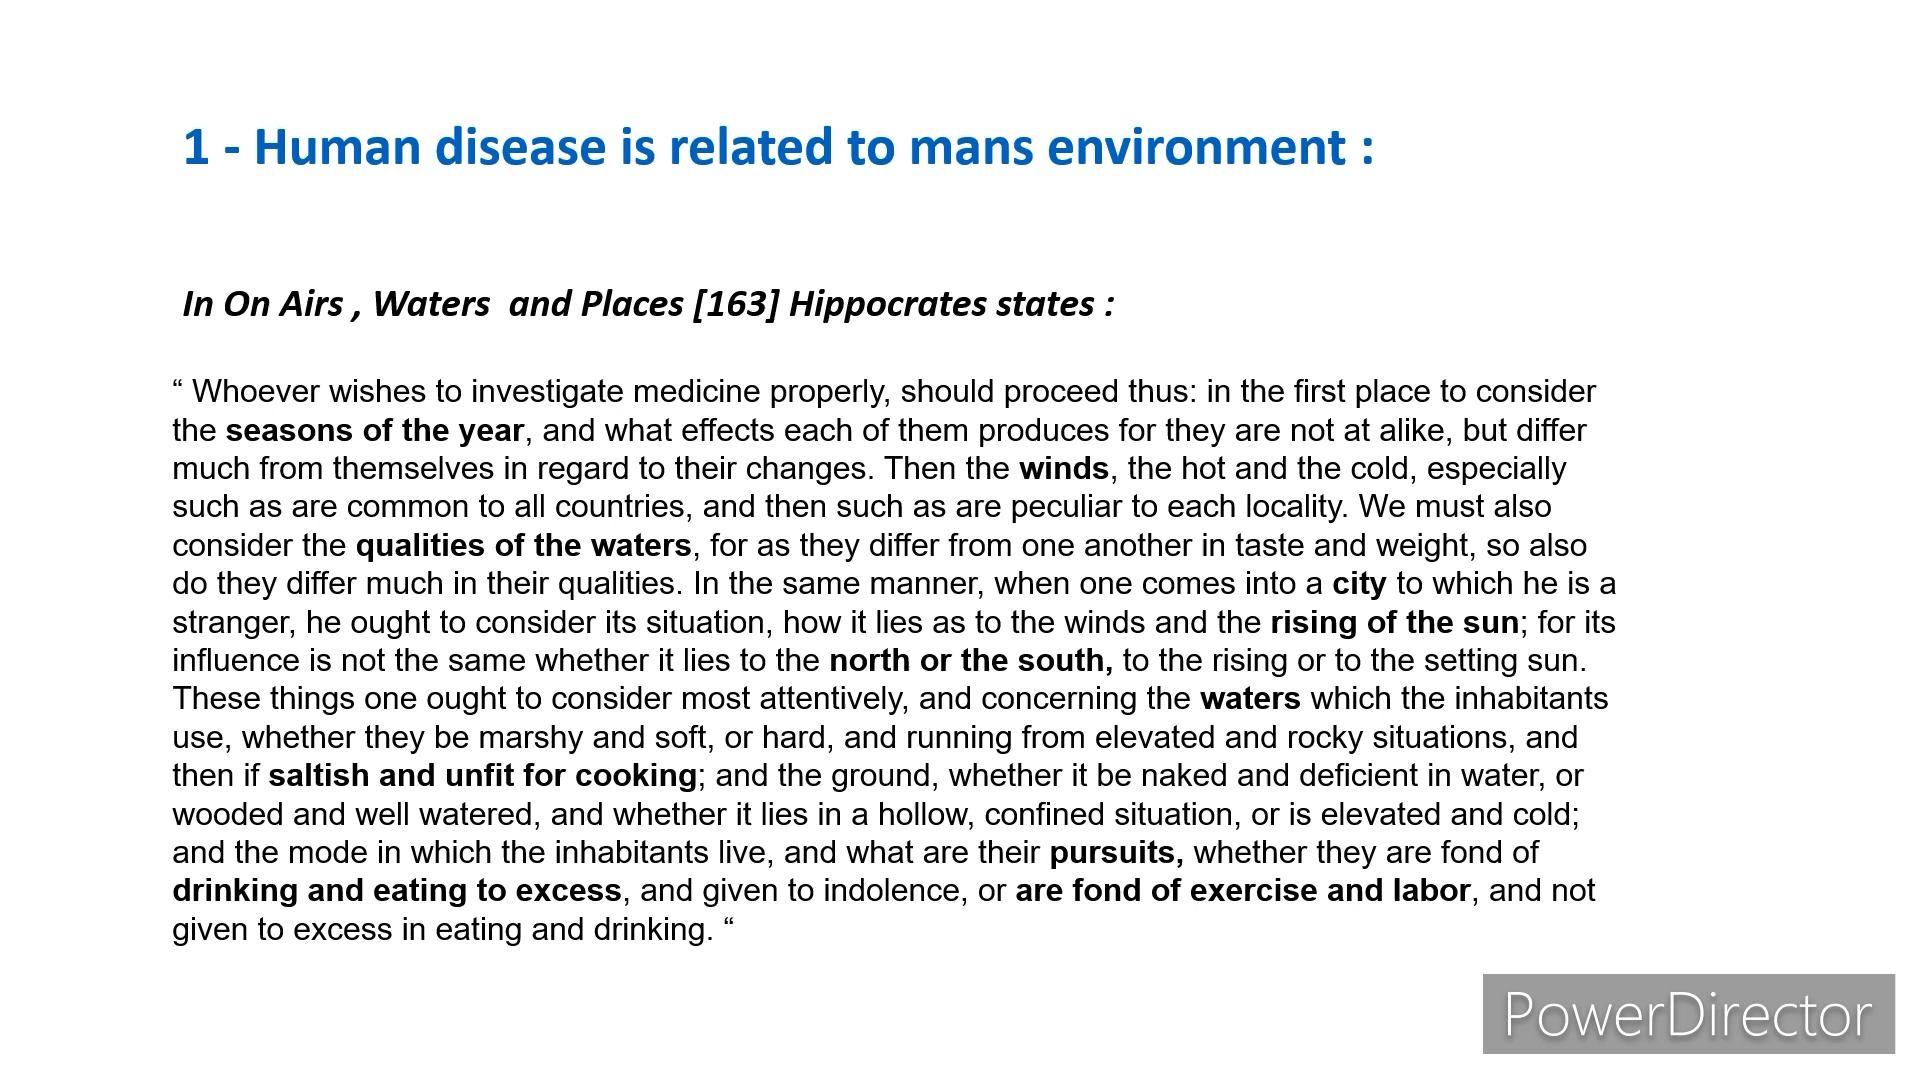 1 - Human disease is related to mans environment :
In On Airs , Waters  and Places [163] Hippocrates states :
“ Whoever wishes to investigate medicine properly, should proceed thus: in the first place to consider
the seasons of the year, and what effects each of them produces for they are not at alike, but differ
much from themselves in regard to their changes. Then the winds, the hot and the cold, especially
such as are common to all countries, and then such as are peculiar to each locality. We must also
consider the qualities of the waters, for as they differ from one another in taste and weight, so also
do they differ much in their qualities. In the same manner, when one comes into a city to which he is a
stranger, he ought to consider its situation, how it lies as to the winds and the rising of the sun; for its
influence is not the same whether it lies to the north or the south, to the rising or to the setting sun.
These things one ought to consider most attentively, and concerning the waters which the inhabitants
use, whether they be marshy and soft, or hard, and running from elevated and rocky situations, and
then if saltish and unfit for cooking; and the ground, whether it be naked and deficient in water, or
wooded and well watered, and whether it lies in a hollow, confined situation, or is elevated and cold;
and the mode in which the inhabitants live, and what are their pursuits, whether they are fond of
drinking and eating to excess, and given to indolence, or are fond of exercise and labor, and not
given to excess in eating and drinking. “
PowerDirector